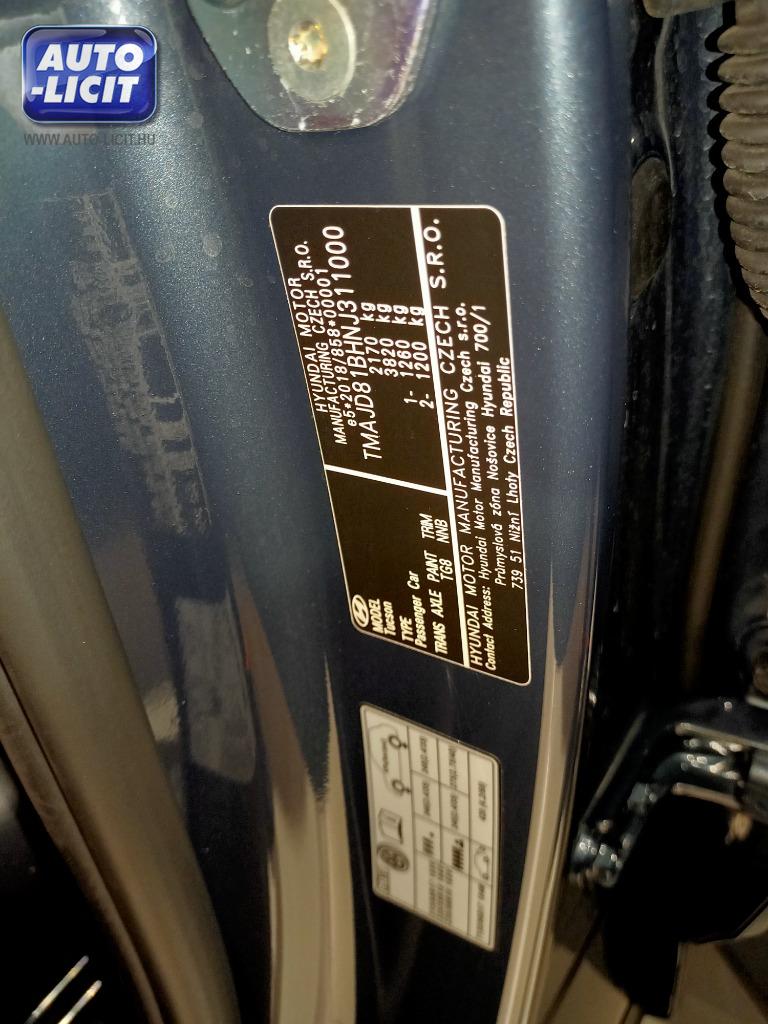 AUTO
-LICIT
WWW.AUTO-LICIT.HU
HYUNDAI MOTOR
MANUFACTURING CZECH S.R.O.
e5*2018/858*00001
TMAJD81BHNJ311000
2170 kg
3820 kg
1- 1260 kg
2- 1200 kg
MODEL
Tucson
TYPE
Passenger Car
TRANS AXLE PAINT TRIM
TG8 NNB
HYUNDAI MOTOR MANUFACTURING CZECH S.R.O.
Contact Address: Hyundai Motor Manufacturing Czech s.r.o.
Průmyslová zóna Nošovice Hyundai 700/1
739 51 Nižní Lhoty Czech Republic